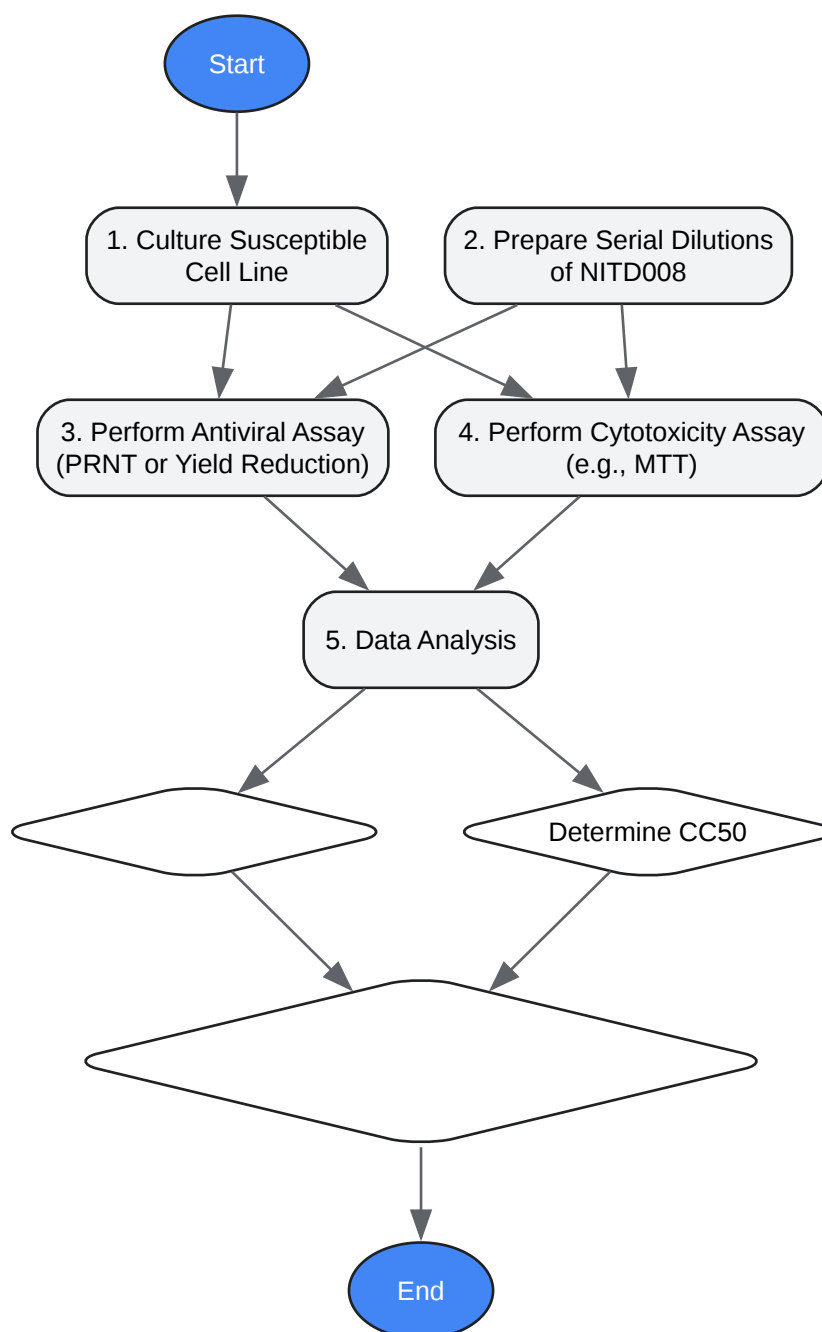 Start
1. Culture Susceptible
Cell Line
2. Prepare Serial Dilutions
of NITD008
3. Perform Antiviral Assay
(PRNT or Yield Reduction)
4. Perform Cytotoxicity Assay
(e.g., MTT)
5. Data Analysis
Determine CC50
End